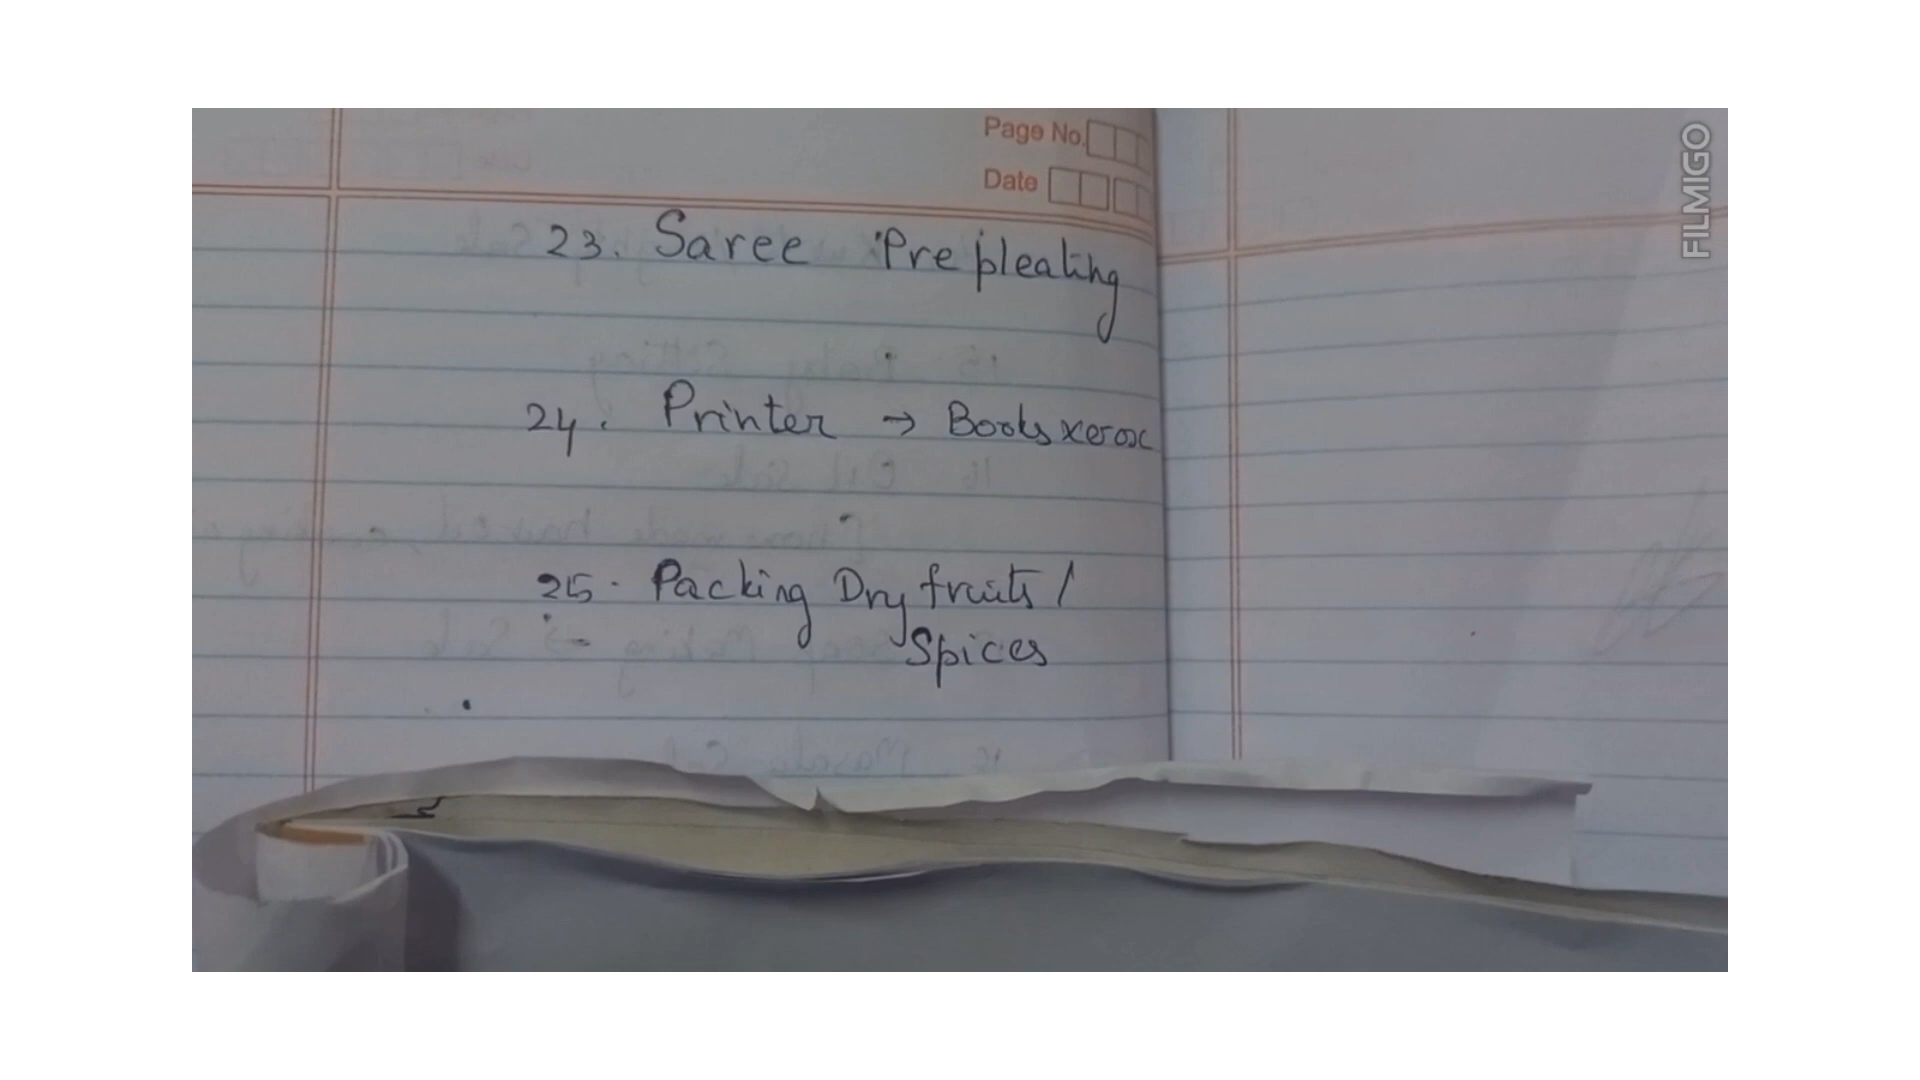 Page No.
Date
23. Saree Pre pleating
24. Printer → Books xerox
25. Packing Dry fruits /
Spices
FILMIGO